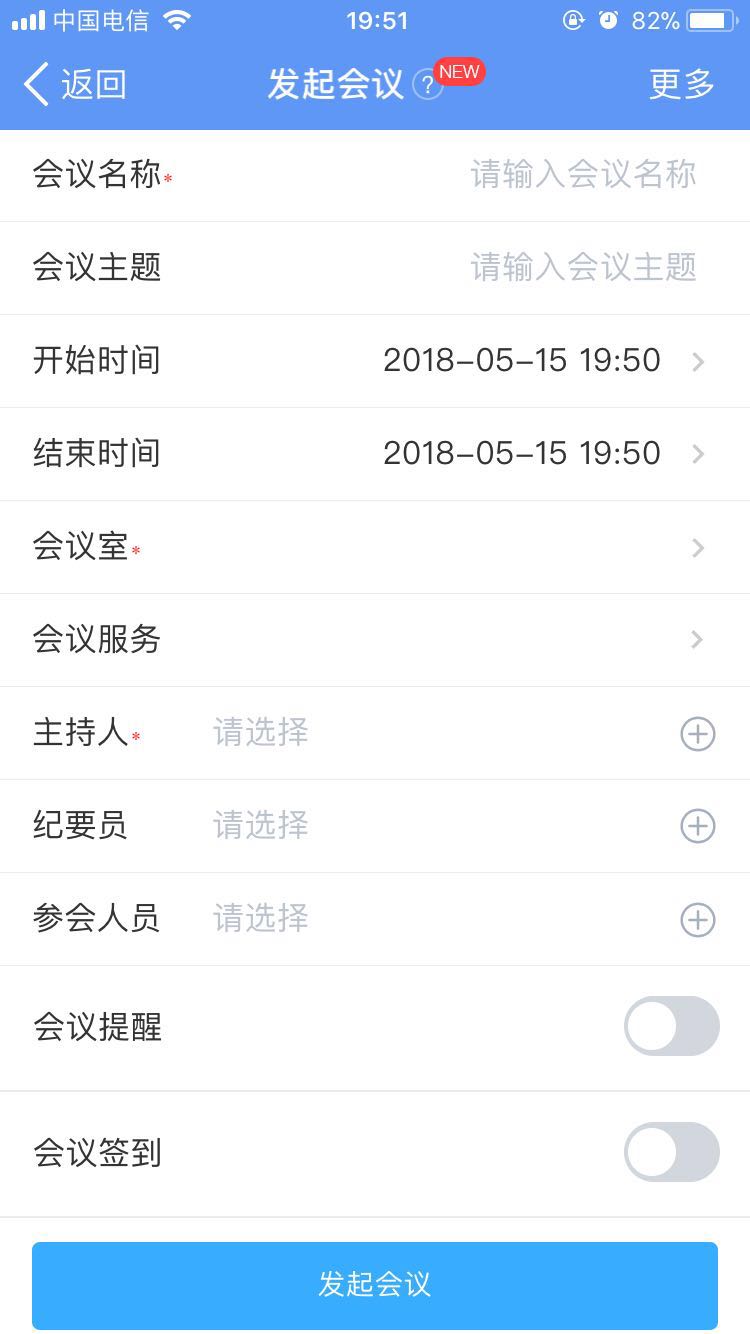 中国电信 19:51 82%
返回 发起会议 ? NEW 更多
会议名称* 请输入会议名称
会议主题 请输入会议主题
开始时间 2018-05-15 19:50
结束时间 2018-05-15 19:50
会议室*
会议服务
主持人* 请选择
纪要员 请选择
参会人员 请选择
会议提醒
会议签到
发起会议